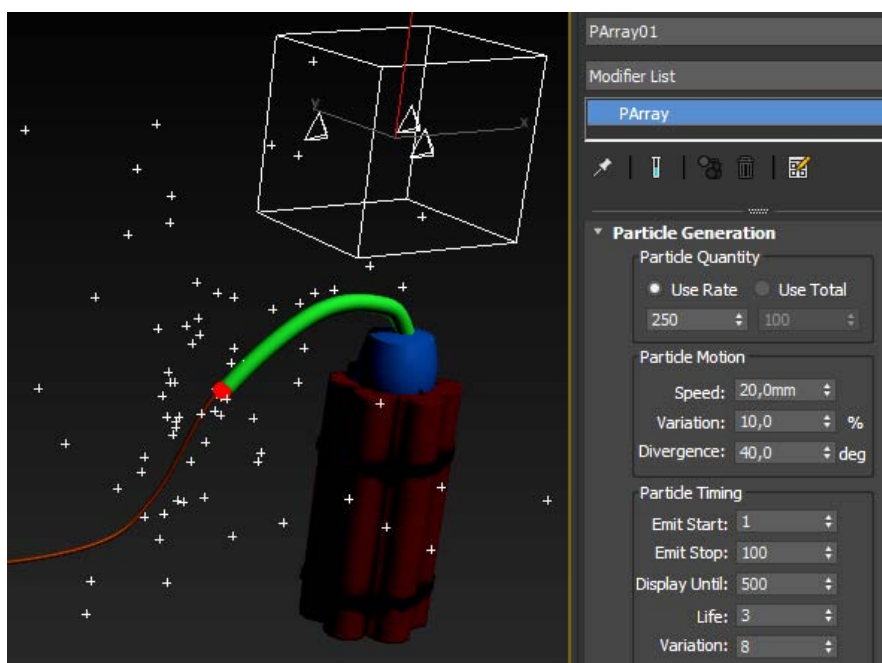 PArray01
Modifier List
PArray
Particle Generation
Particle Quantity
Use Rate Use Total
250 100
Particle Motion
Speed: 20,0mm
Variation: 10,0 %
Divergence: 40,0 deg
Particle Timing
Emit Start: 1
Emit Stop: 100
Display Until: 500
Life: 3
Variation: 8
y
x